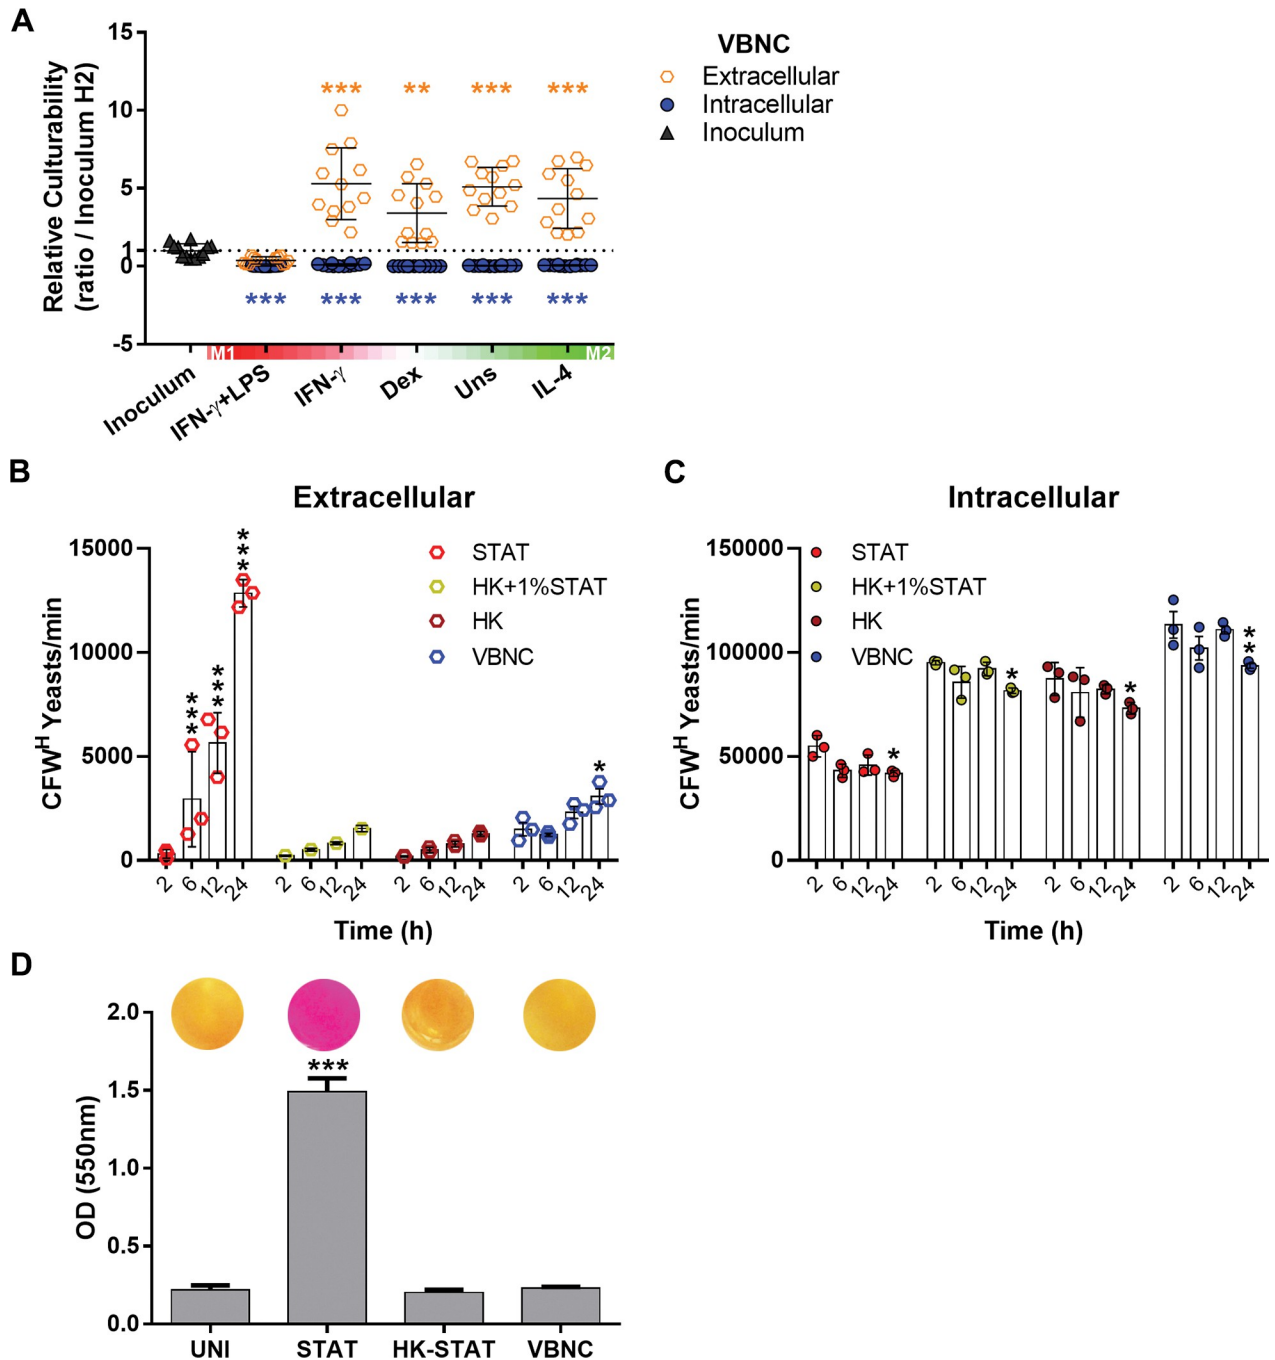 A
Relative Culturability
(ratio / Inoculum H2)
15
10
5
1
0
-5
*** ** *** ***
*** *** *** *** ***
M1 M2
Inoculum IFN-γ+LPS IFN-γ Dex Uns IL-4
VBNC
Extracellular
Intracellular
Inoculum
B
Extracellular
CFWᴴ Yeasts/min
15000
10000
5000
0
*** *** *** *
STAT
HK+1%STAT
HK
VBNC
2 6 12 24 2 6 12 24 2 6 12 24 2 6 12 24
Time (h)
C
Intracellular
CFWᴴ Yeasts/min
150000
100000
50000
0
STAT
HK+1%STAT
HK
VBNC
* * * **
2 6 12 24 2 6 12 24 2 6 12 24 2 6 12 24
Time (h)
D
OD (550nm)
2.0
1.5
1.0
0.5
0.0
***
UNI STAT HK-STAT VBNC